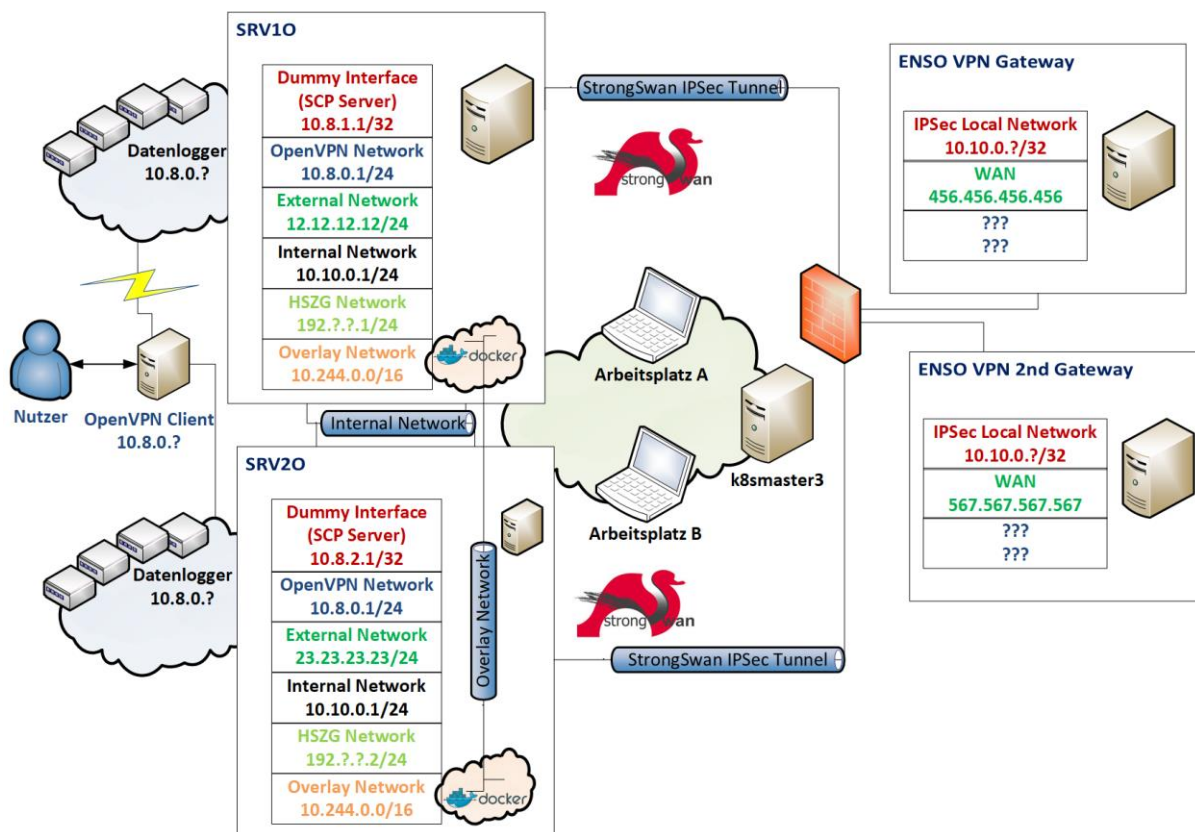 SRV1O
Dummy Interface
(SCP Server)
10.8.1.1/32
OpenVPN Network
10.8.0.1/24
External Network
12.12.12.12/24
Internal Network
10.10.0.1/24
HSZG Network
192.?.?.1/24
Overlay Network
10.244.0.0/16
docker
Datenlogger
10.8.0.?
Nutzer
OpenVPN Client
10.8.0.?
Datenlogger
10.8.0.?
Internal Network
SRV2O
Dummy Interface
(SCP Server)
10.8.2.1/32
OpenVPN Network
10.8.0.1/24
External Network
23.23.23.23/24
Internal Network
10.10.0.1/24
HSZG Network
192.?.?.2/24
Overlay Network
10.244.0.0/16
docker
Overlay Network
StrongSwan IPSec Tunnel
strong wan
Arbeitsplatz A
k8smaster3
Arbeitsplatz B
strong wan
StrongSwan IPSec Tunnel
ENSO VPN Gateway
IPSec Local Network
10.10.0.?/32
WAN
456.456.456.456
???
???
ENSO VPN 2nd Gateway
IPSec Local Network
10.10.0.?/32
WAN
567.567.567.567
???
???